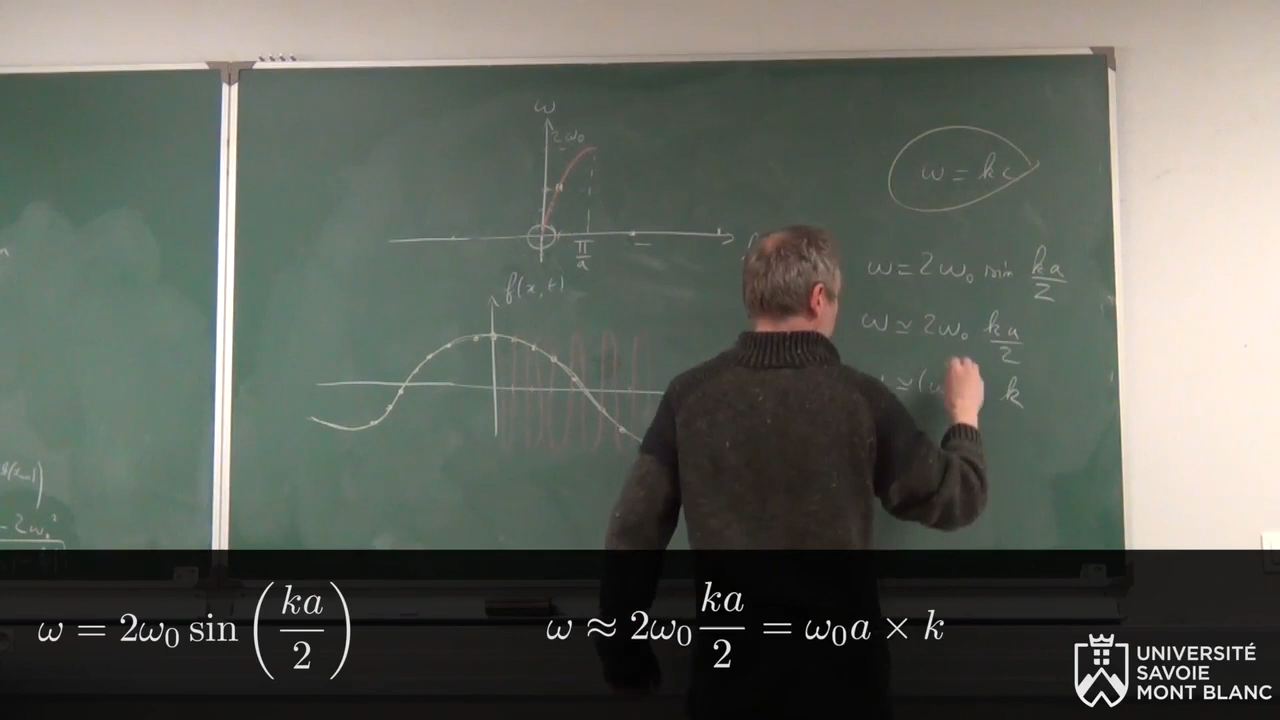 ω
2ω₀
π/a
f(x,t)
ω = kc
ω = 2ω₀ sin ka/2
ω ≃ 2ω₀ ka/2
≃ (ω k
- 2ω₀²
ω = 2ω₀ sin(ka/2)
ω ≈ 2ω₀ ka/2 = ω₀a × k
UNIVERSITÉ
SAVOIE
MONT BLANC